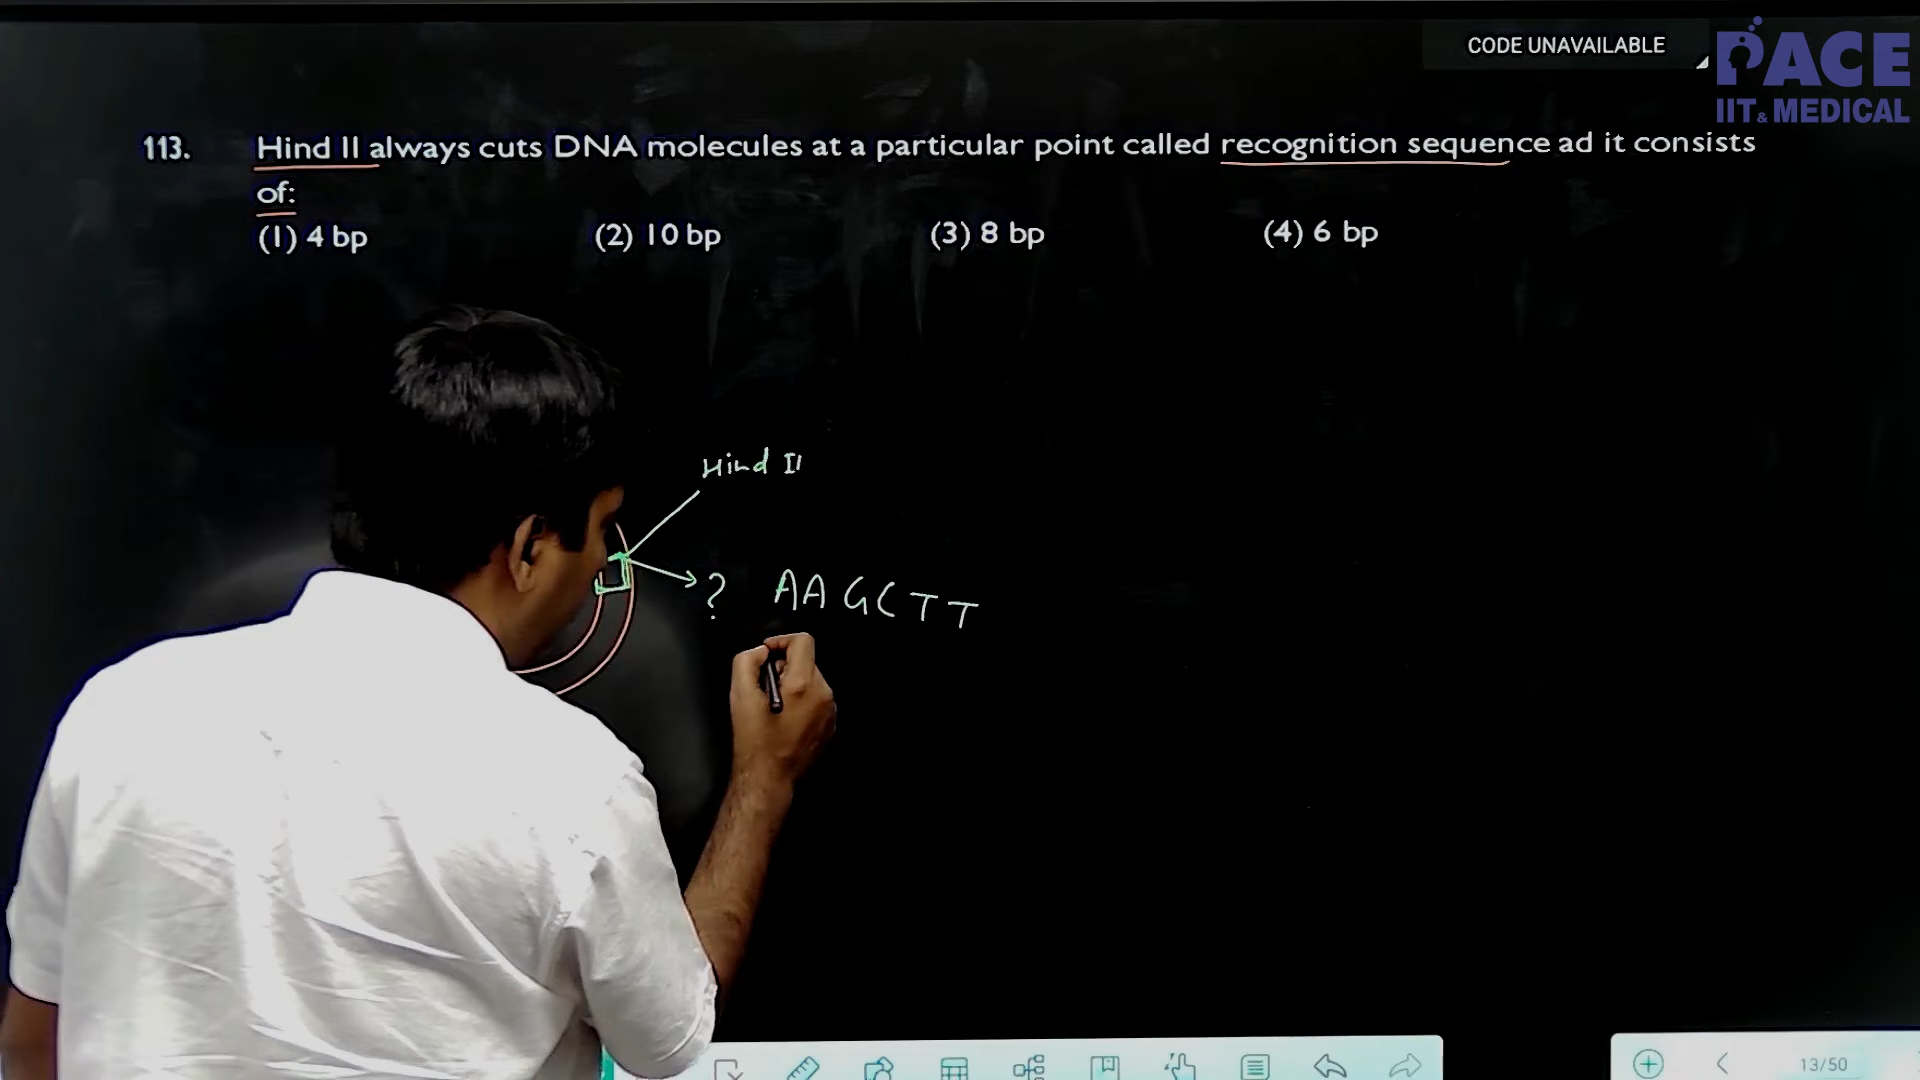 CODE UNAVAILABLE
PACE
IIT & MEDICAL
113. Hind II always cuts DNA molecules at a particular point called recognition sequence ad it consists
of:
(1) 4 bp (2) 10 bp (3) 8 bp (4) 6 bp
Hind II
? AAGCTT
13/50